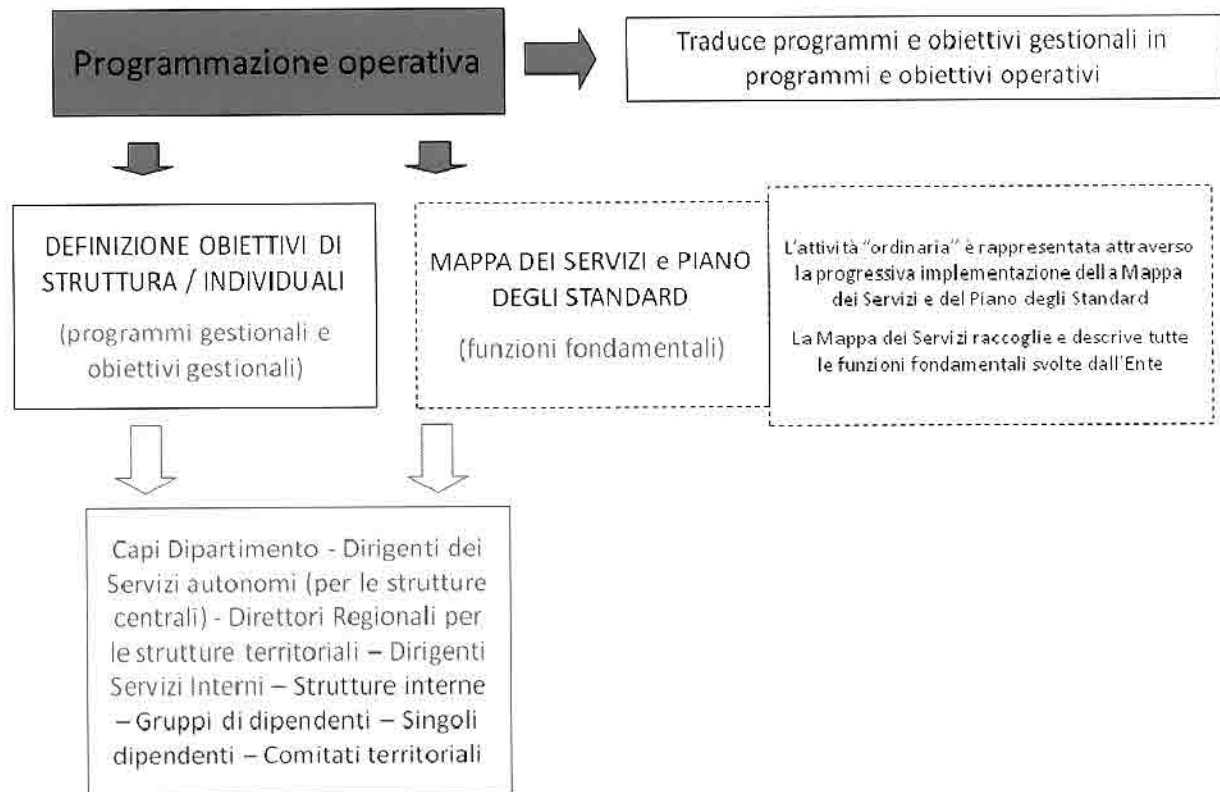 Programmazione operativa
Traduce programmi e obiettivi gestionali in
programmi e obiettivi operativi
DEFINIZIONE OBIETTIVI DI
STRUTTURA / INDIVIDUALI
(programmi gestionali e
obiettivi gestionali)
MAPPA DEI SERVIZI e PIANO
DEGLI STANDARD
(funzioni fondamentali)
L'attività "ordinaria" è rappresentata attraverso
la progressiva implementazione della Mappa
dei Servizi e del Piano degli Standard
La Mappa dei Servizi raccoglie e descrive tutte
le funzioni fondamentali svolte dall'Ente
Capi Dipartimento - Dirigenti dei
Servizi autonomi (per le strutture
centrali) - Direttori Regionali per
le strutture territoriali – Dirigenti
Servizi Interni – Strutture interne
– Gruppi di dipendenti – Singoli
dipendenti – Comitati territoriali